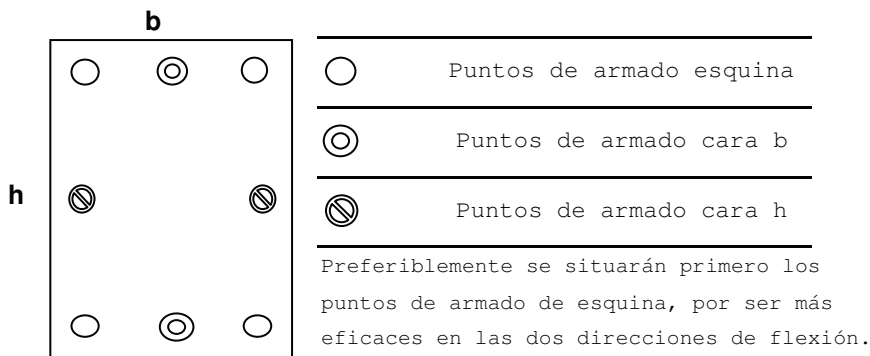 b
h
Puntos de armado esquina
Puntos de armado cara b
Puntos de armado cara h
Preferiblemente se situarán primero los
puntos de armado de esquina, por ser más
eficaces en las dos direcciones de flexión.